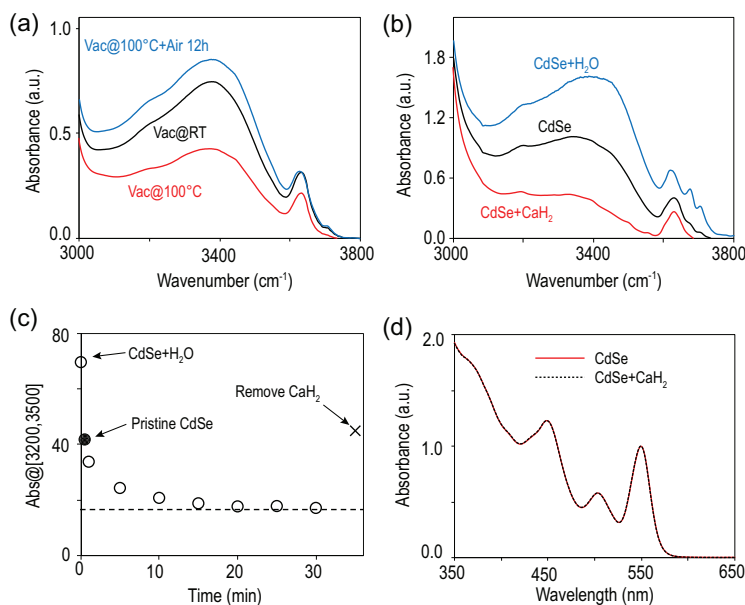 (a)
1.0
0.5
0.0
Absorbance (a.u.)
Vac@100°C+Air 12h
Vac@RT
Vac@100°C
3000
3400
3800
Wavenumber (cm⁻¹)
(b)
1.8
1.2
0.6
0.0
Absorbance (a.u.)
CdSe+H₂O
CdSe
CdSe+CaH₂
3000
3400
3800
Wavenumber (cm⁻¹)
(c)
80
40
0
Abs@[3200,3500]
CdSe+H₂O
Pristine CdSe
Remove CaH₂
0
10
20
30
Time (min)
(d)
2.0
1.0
0.0
Absorbance (a.u.)
CdSe
CdSe+CaH₂
350
450
550
650
Wavelength (nm)